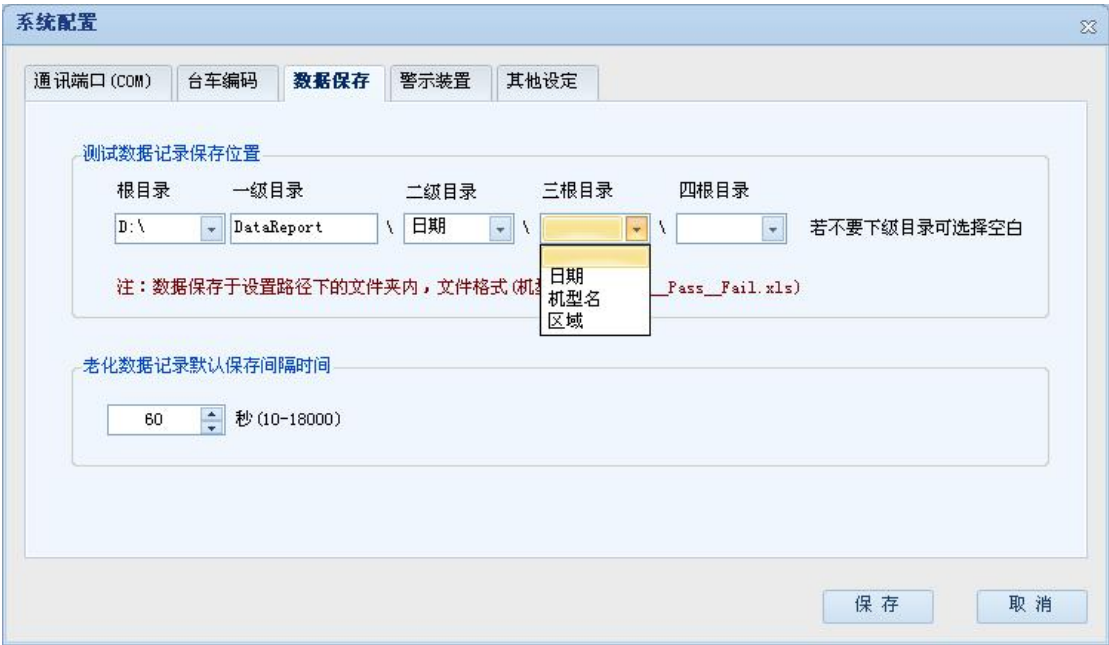 系统配置
通讯端口(COM) 台车编码 数据保存 警示装置 其他设定
测试数据记录保存位置
根目录 一级目录 二级目录 三根目录 四根目录
D:\ DataReport \ 日期 \ \ 若不要下级目录可选择空白
日期
机型名
区域
注：数据保存于设置路径下的文件夹内，文件格式(机 __Pass__Fail.xls)
老化数据记录默认保存间隔时间
60 秒(10-18000)
保存 取消